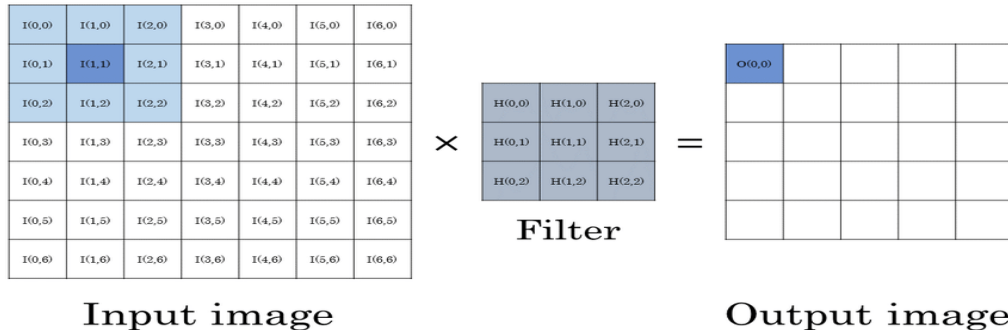 I(0,0) I(1,0) I(2,0) I(3,0) I(4,0) I(5,0) I(6,0)
I(0,1) I(1,1) I(2,1) I(3,1) I(4,1) I(5,1) I(6,1)
I(0,2) I(1,2) I(2,2) I(3,2) I(4,2) I(5,2) I(6,2)
I(0,3) I(1,3) I(2,3) I(3,3) I(4,3) I(5,3) I(6,3)
I(0,4) I(1,4) I(2,4) I(3,4) I(4,4) I(5,4) I(6,4)
I(0,5) I(1,5) I(2,5) I(3,5) I(4,5) I(5,5) I(6,5)
I(0,6) I(1,6) I(2,6) I(3,6) I(4,6) I(5,6) I(6,6)
Input image
×
H(0,0) H(1,0) H(2,0)
H(0,1) H(1,1) H(2,1)
H(0,2) H(1,2) H(2,2)
Filter
=
O(0,0)
Output image